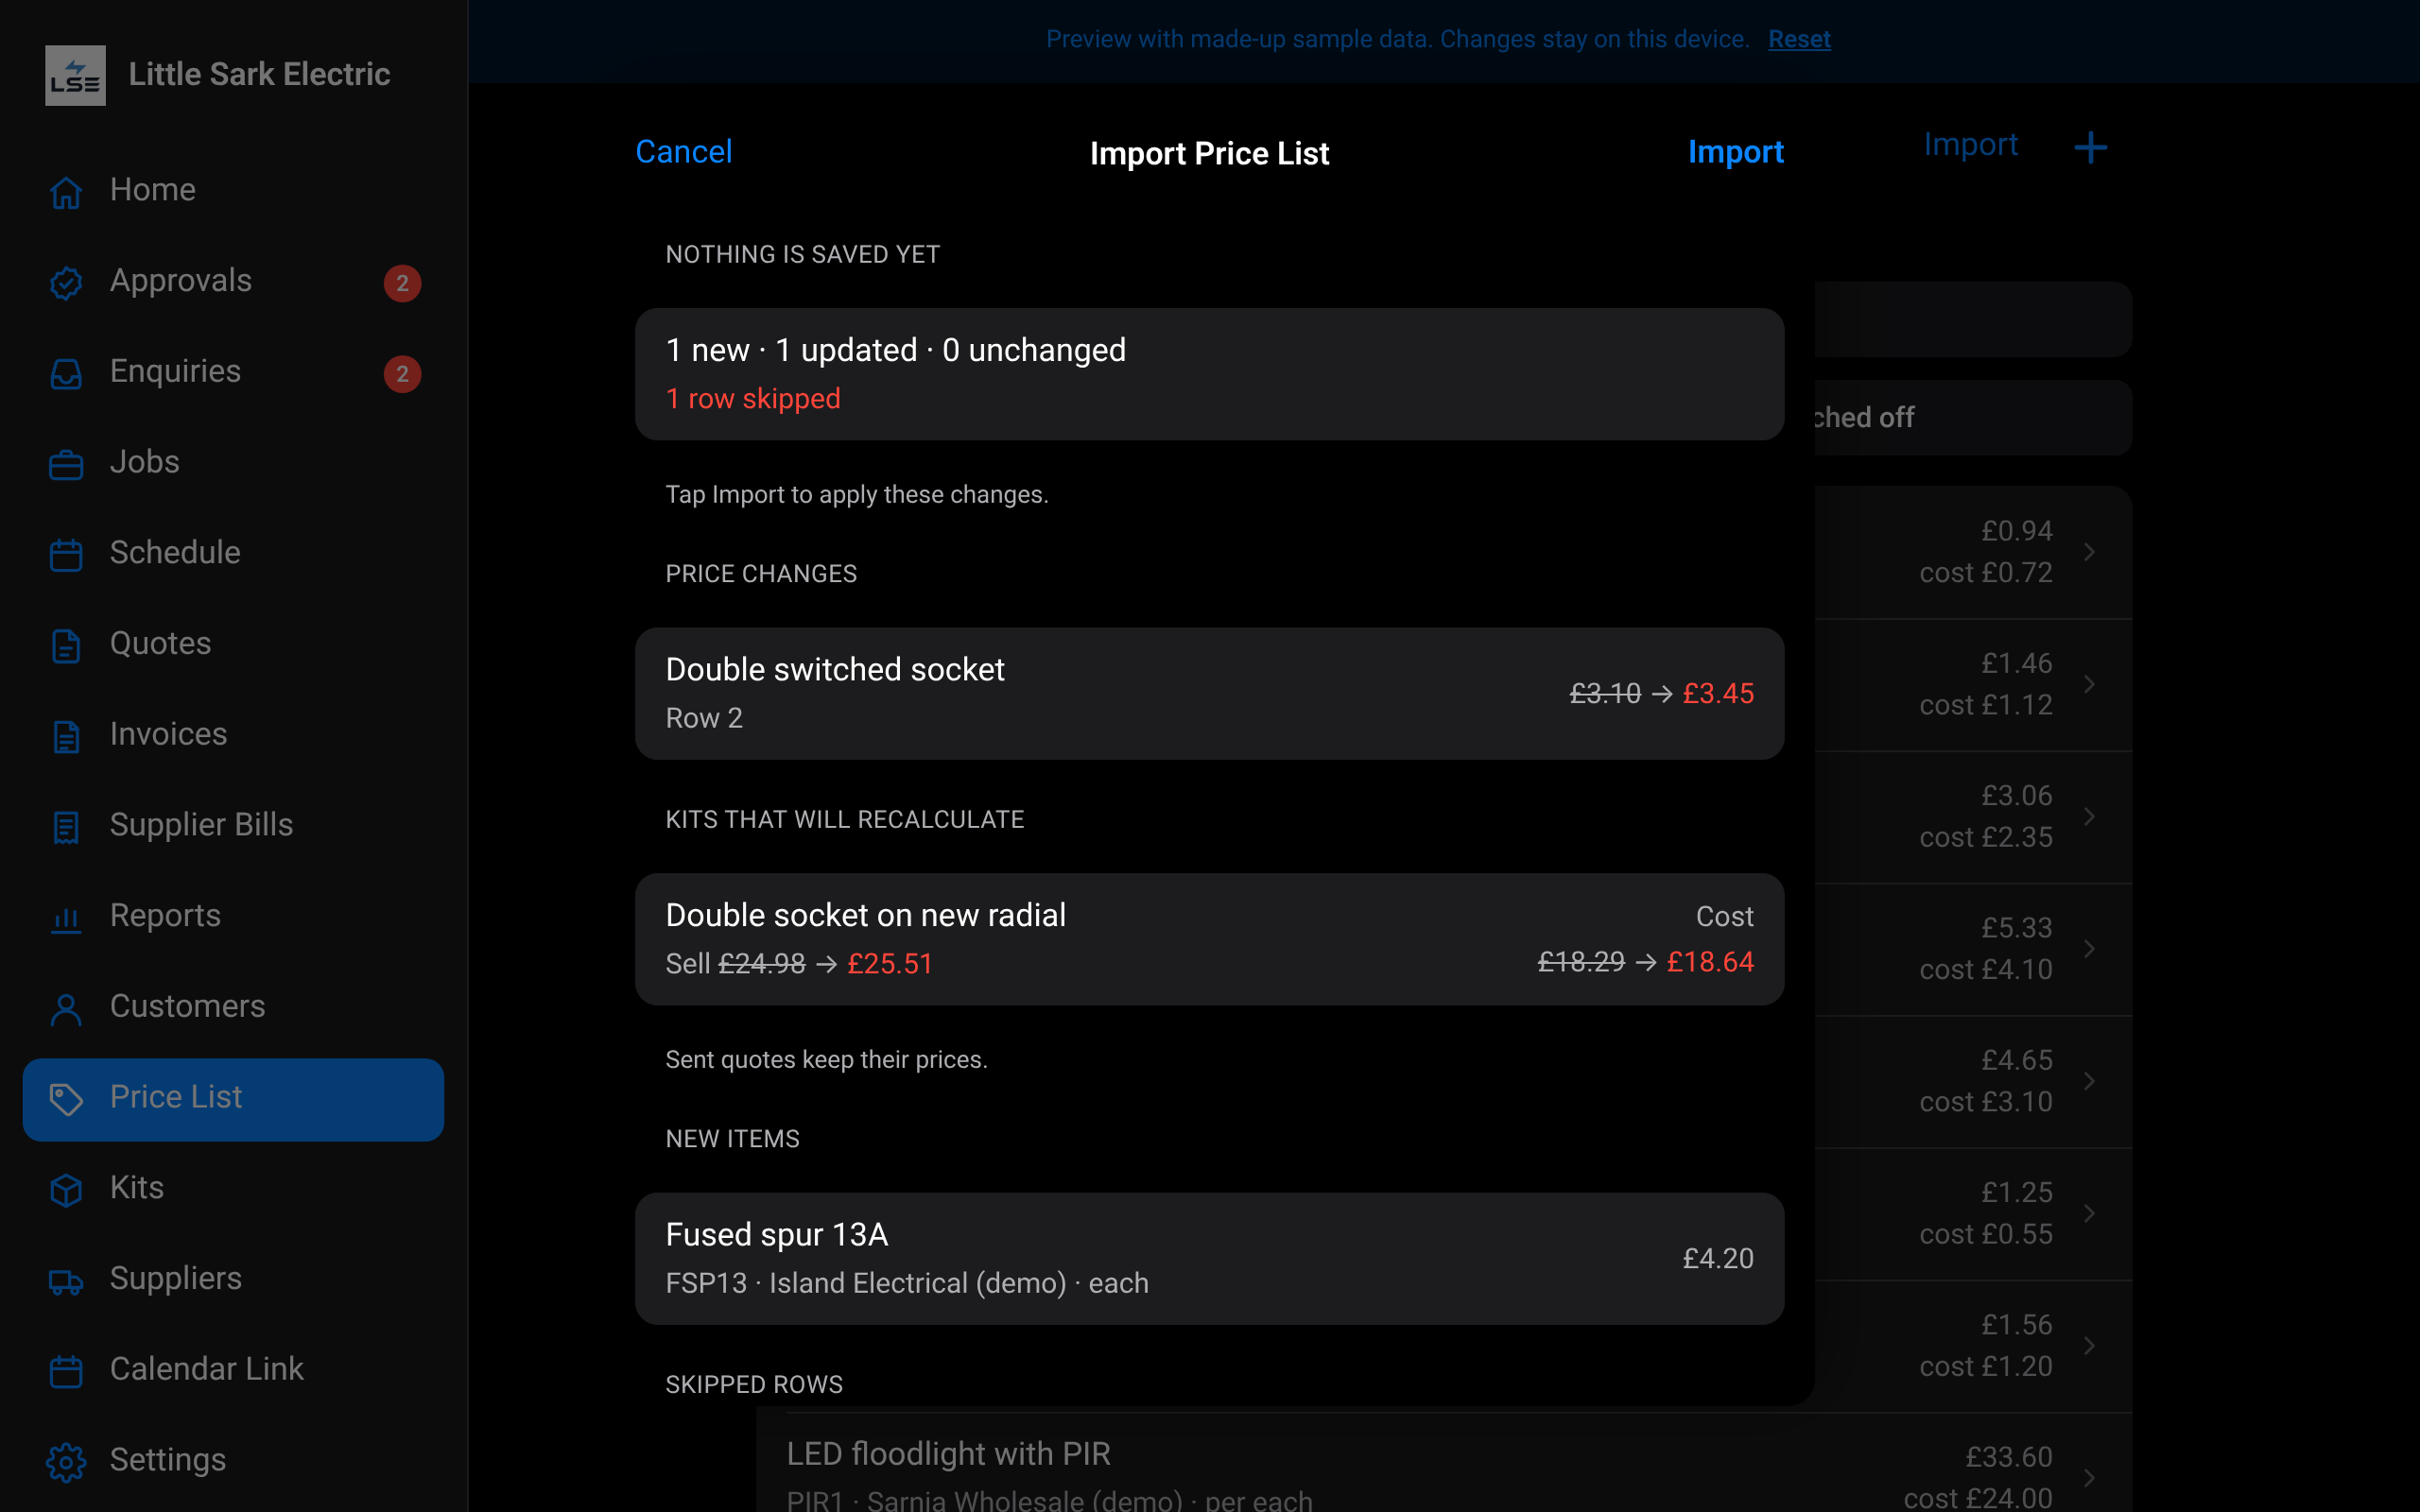 LSE
Little Sark Electric
Home
Approvals 2
Enquiries 2
Jobs
Schedule
Quotes
Invoices
Supplier Bills
Reports
Customers
Price List
Kits
Suppliers
Calendar Link
Settings
Preview with made-up sample data. Changes stay on this device. Reset
Cancel Import Price List Import
Import +
NOTHING IS SAVED YET
1 new · 1 updated · 0 unchanged
1 row skipped
Tap Import to apply these changes.
PRICE CHANGES
Double switched socket
Row 2
£3.10 → £3.45
KITS THAT WILL RECALCULATE
Double socket on new radial Cost
Sell £24.98 → £25.51 £18.29 → £18.64
Sent quotes keep their prices.
NEW ITEMS
Fused spur 13A
FSP13 · Island Electrical (demo) · each
£4.20
SKIPPED ROWS
ched off
£0.94
cost £0.72
£1.46
cost £1.12
£3.06
cost £2.35
£5.33
cost £4.10
£4.65
cost £3.10
£1.25
cost £0.55
£1.56
cost £1.20
LED floodlight with PIR £33.60
PIR1 · Sarnia Wholesale (demo) · per each cost £24.00